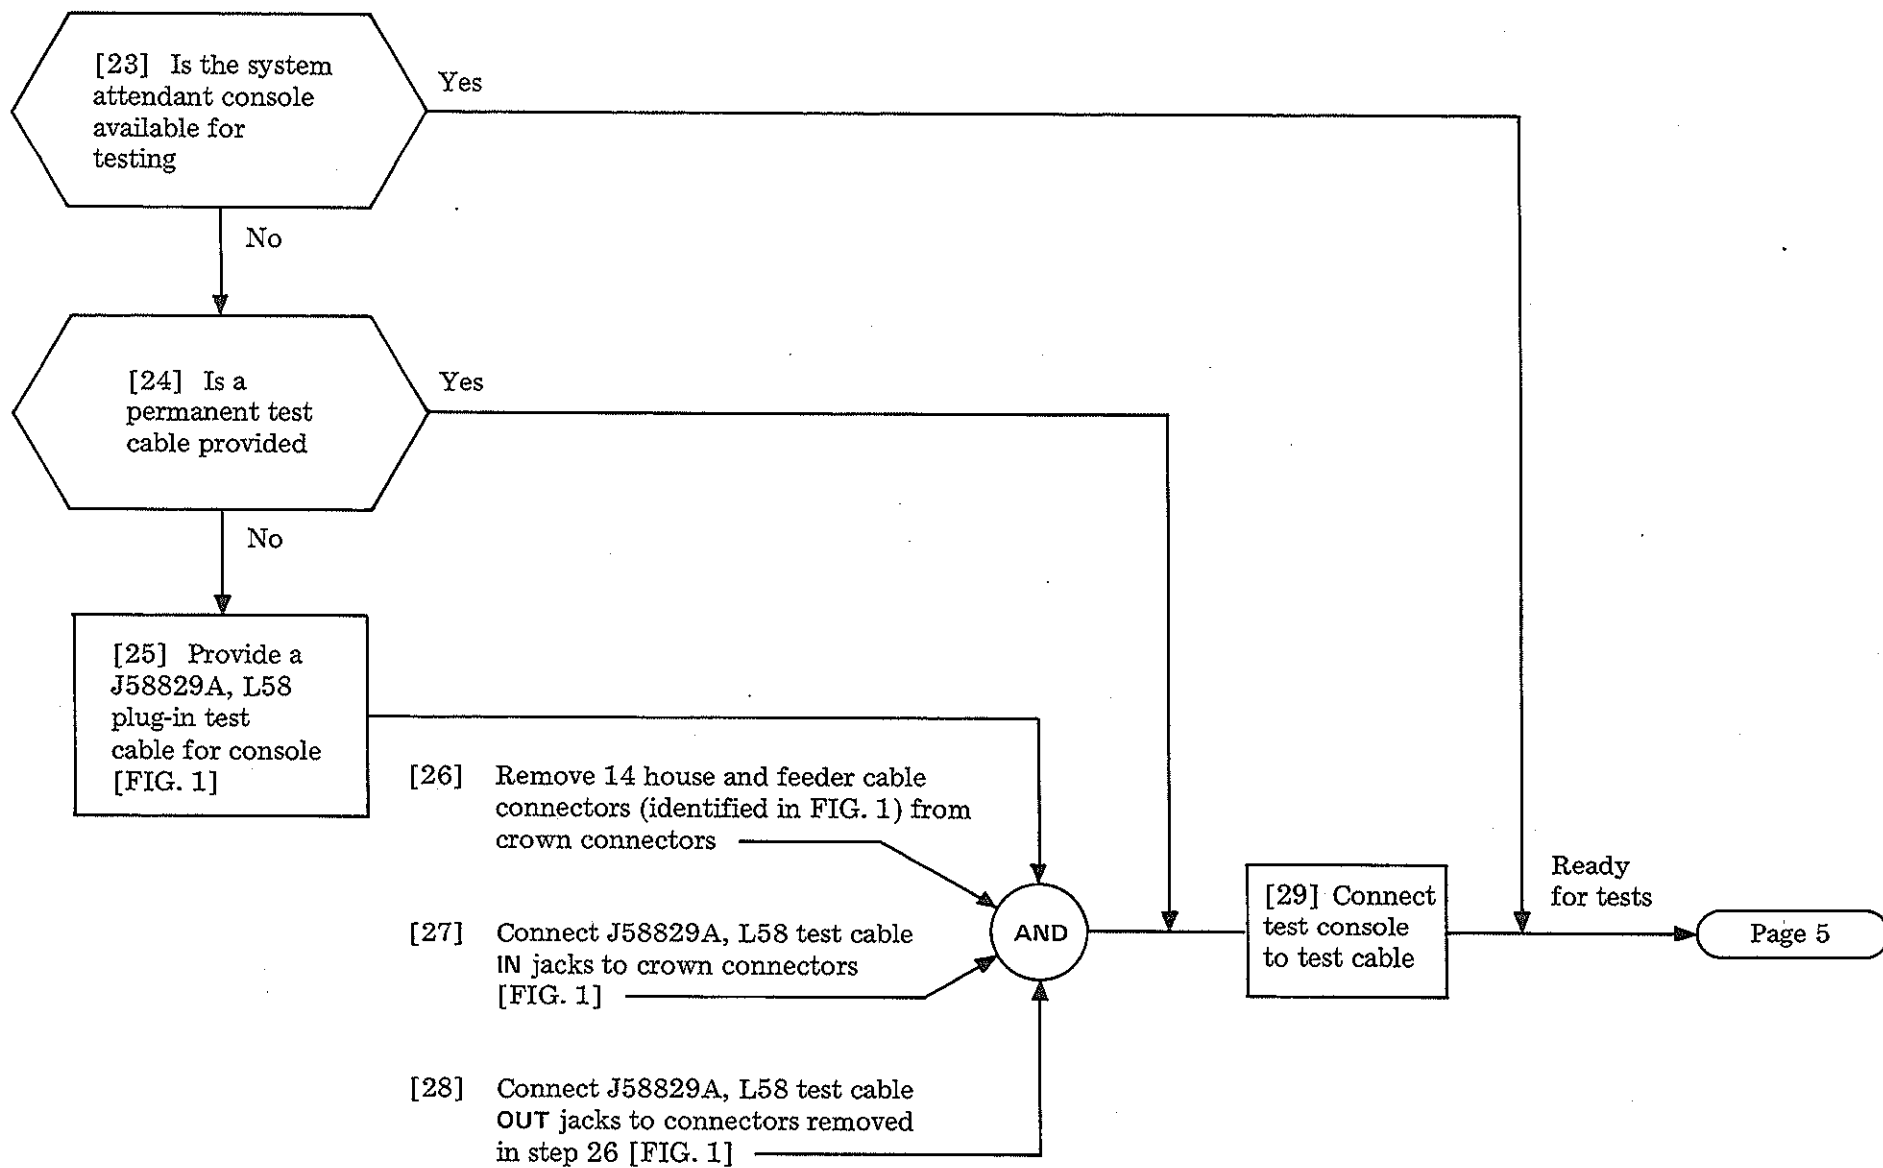 [23] Is the system
attendant console
available for
testing
Yes
No
[24] Is a
permanent test
cable provided
Yes
No
[25] Provide a
J58829A, L58
plug-in test
cable for console
[FIG. 1]
[26] Remove 14 house and feeder cable
connectors (identified in FIG. 1) from
crown connectors
[27] Connect J58829A, L58 test cable
IN jacks to crown connectors
[FIG. 1]
[28] Connect J58829A, L58 test cable
OUT jacks to connectors removed
in step 26 [FIG. 1]
AND
[29] Connect
test console
to test cable
Ready
for tests
Page 5